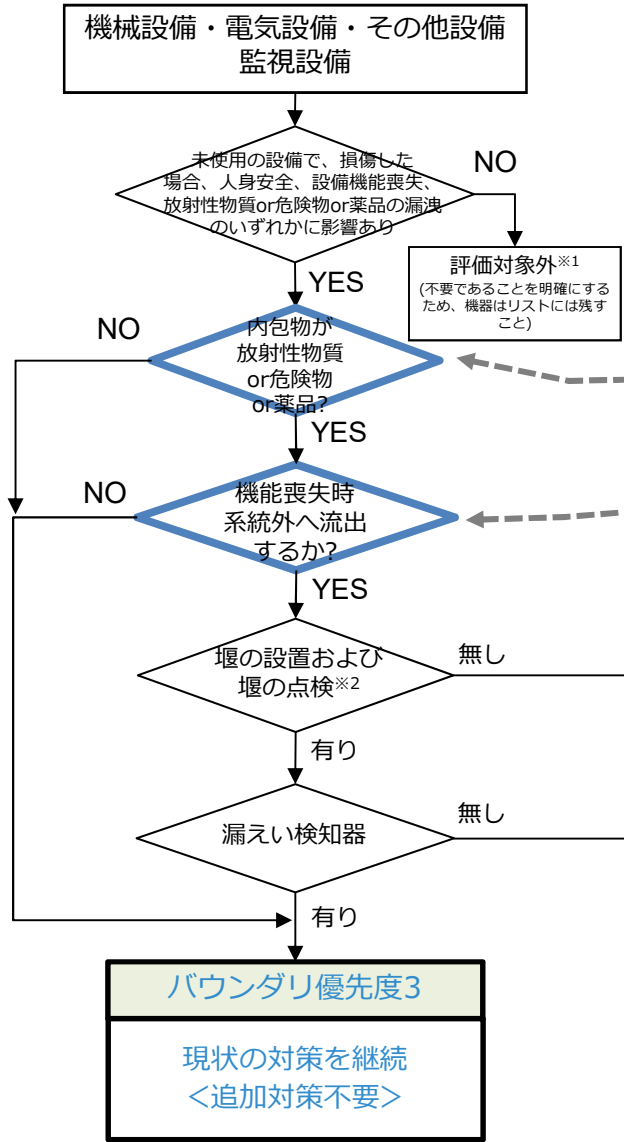 機械設備・電気設備・その他設備
監視設備
未使用の設備で、損傷した
場合、人身安全、設備機能喪失、
放射性物質or危険物or薬品の漏洩
のいずれかに影響あり
NO
評価対象外※1
(不要であることを明確にする
ため、機器はリストには残す
こと)
YES
NO
内包物が
放射性物質
or危険物
or薬品?
YES
NO
機能喪失時
系統外へ流出
するか?
YES
堰の設置および
堰の点検※2
無し
有り
漏えい検知器
無し
有り
バウンダリ優先度3
現状の対策を継続
<追加対策不要>